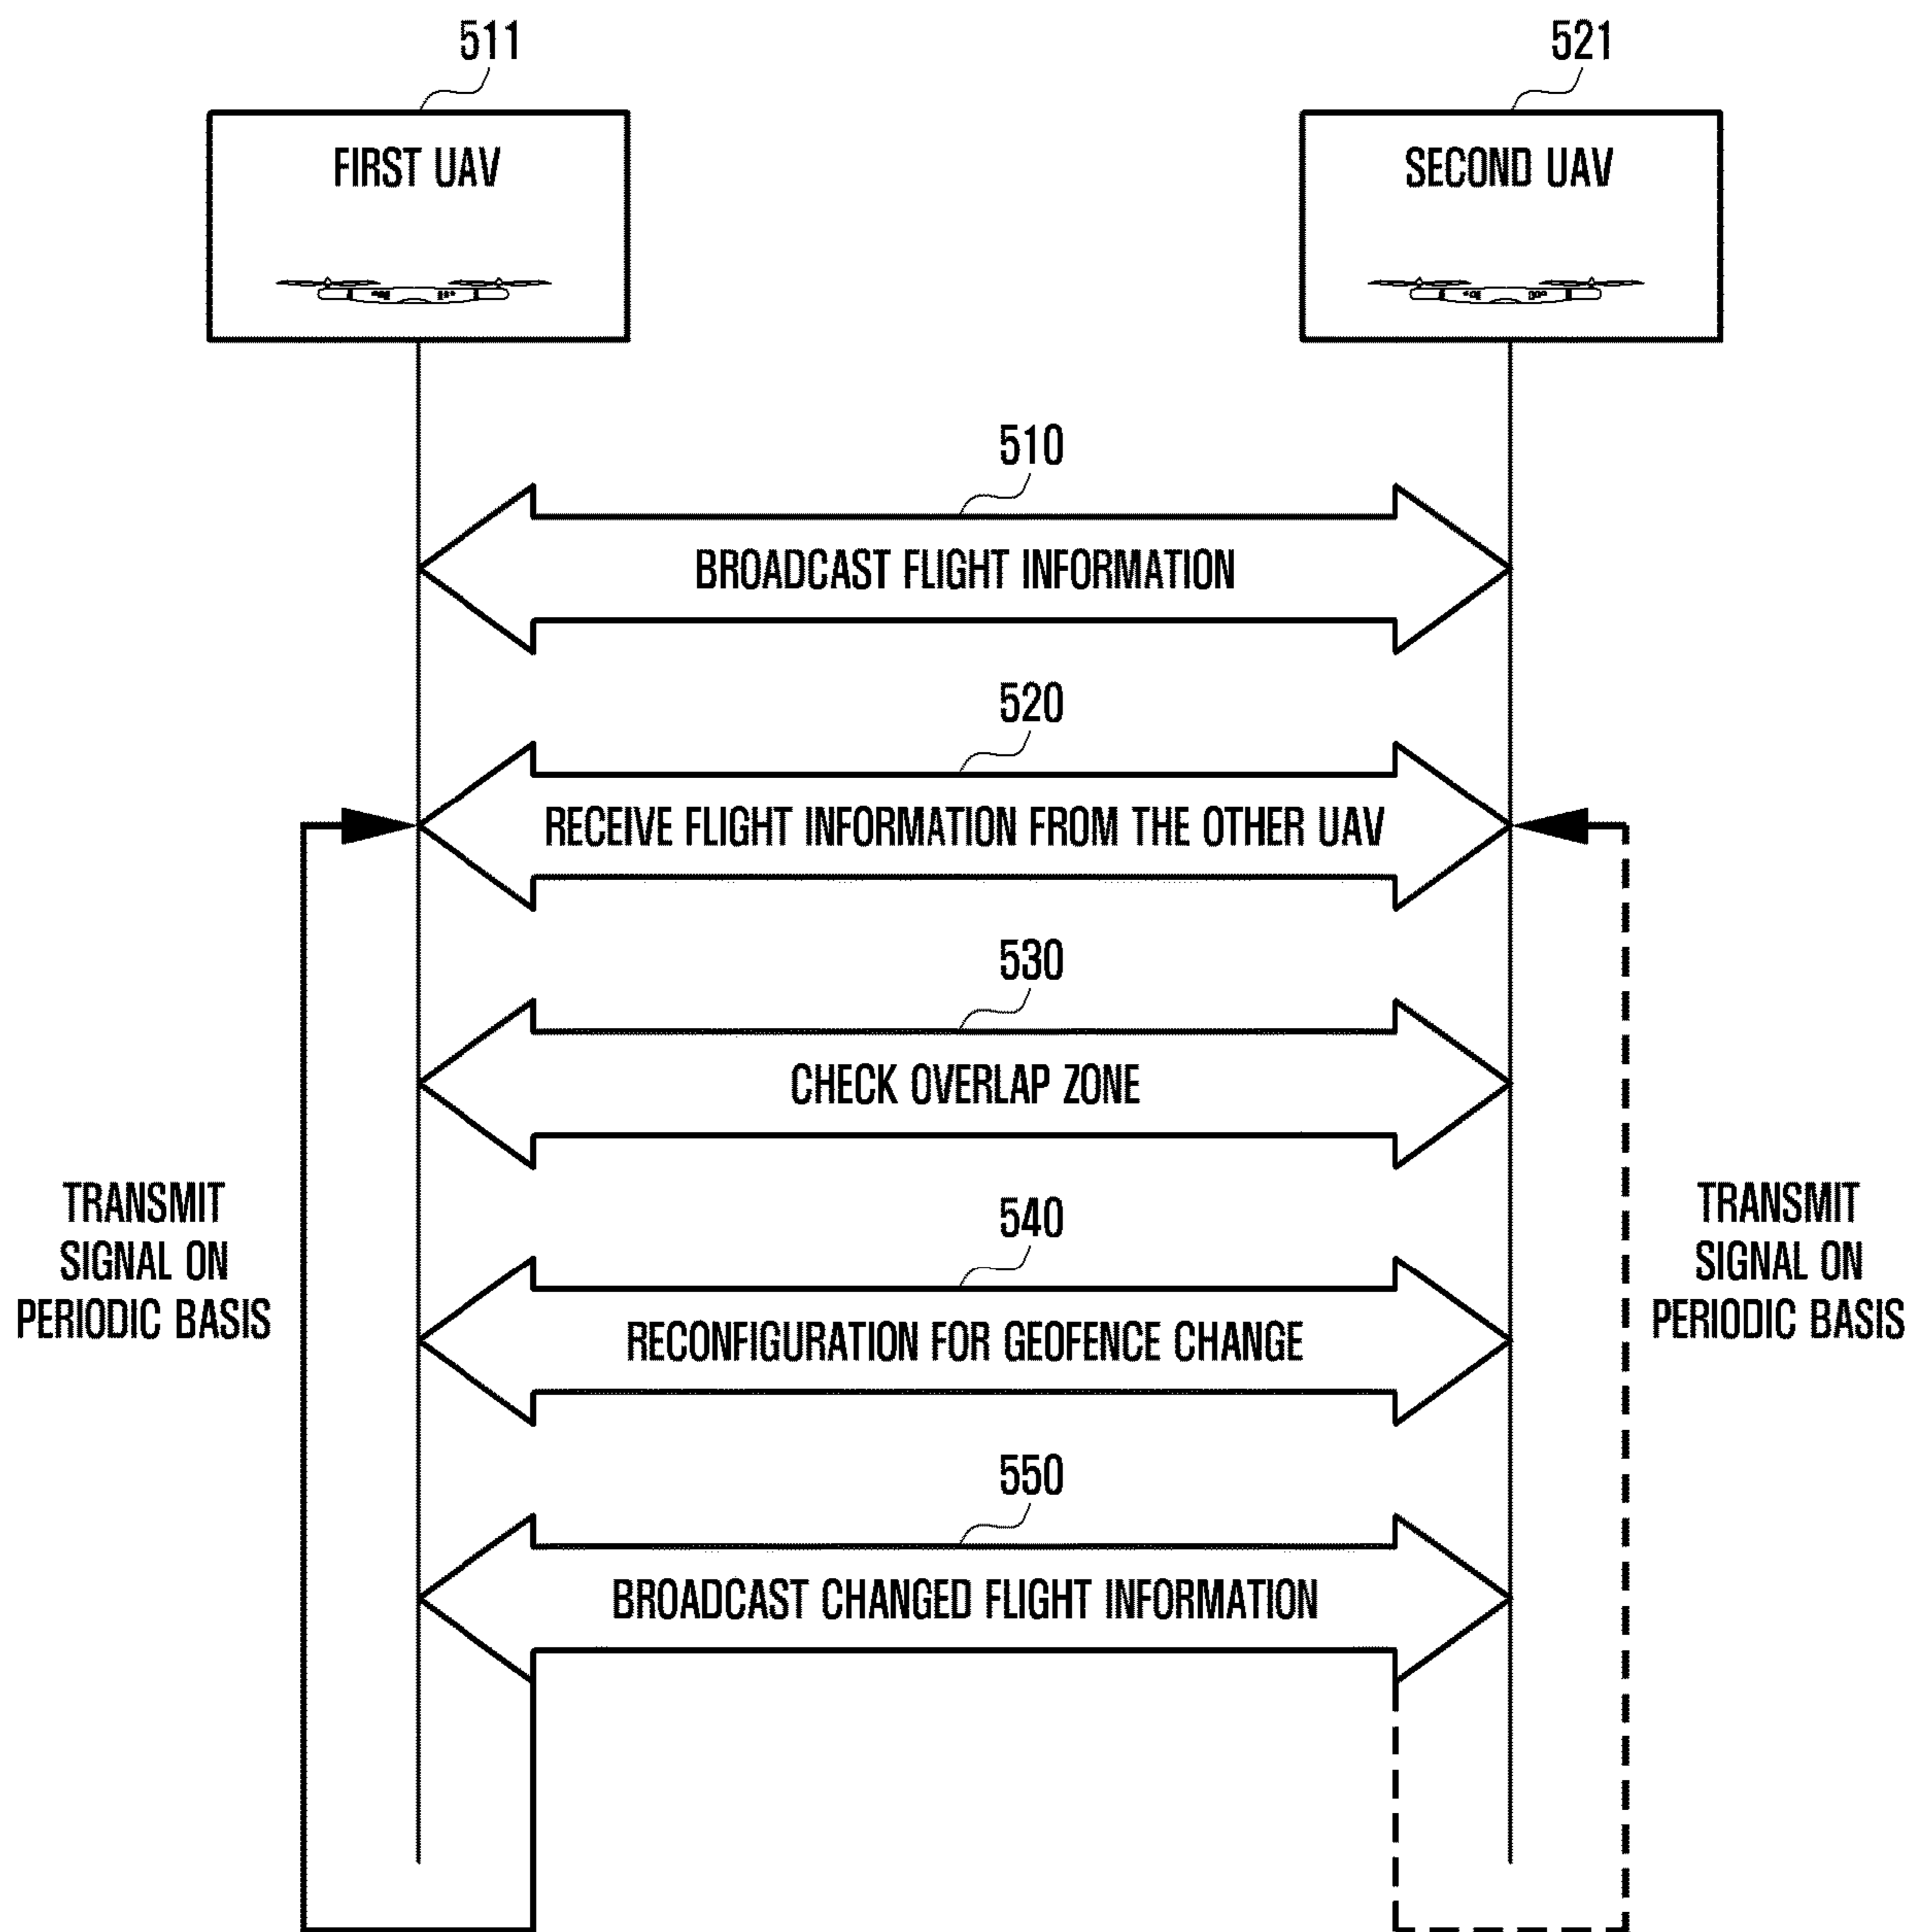 511
521
FIRST UAV
SECOND UAV
510
BROADCAST FLIGHT INFORMATION
520
RECEIVE FLIGHT INFORMATION FROM THE OTHER UAV
530
CHECK OVERLAP ZONE
TRANSMIT
SIGNAL ON
PERIODIC BASIS
TRANSMIT
SIGNAL ON
PERIODIC BASIS
540
RECONFIGURATION FOR GEOFENCE CHANGE
550
BROADCAST CHANGED FLIGHT INFORMATION